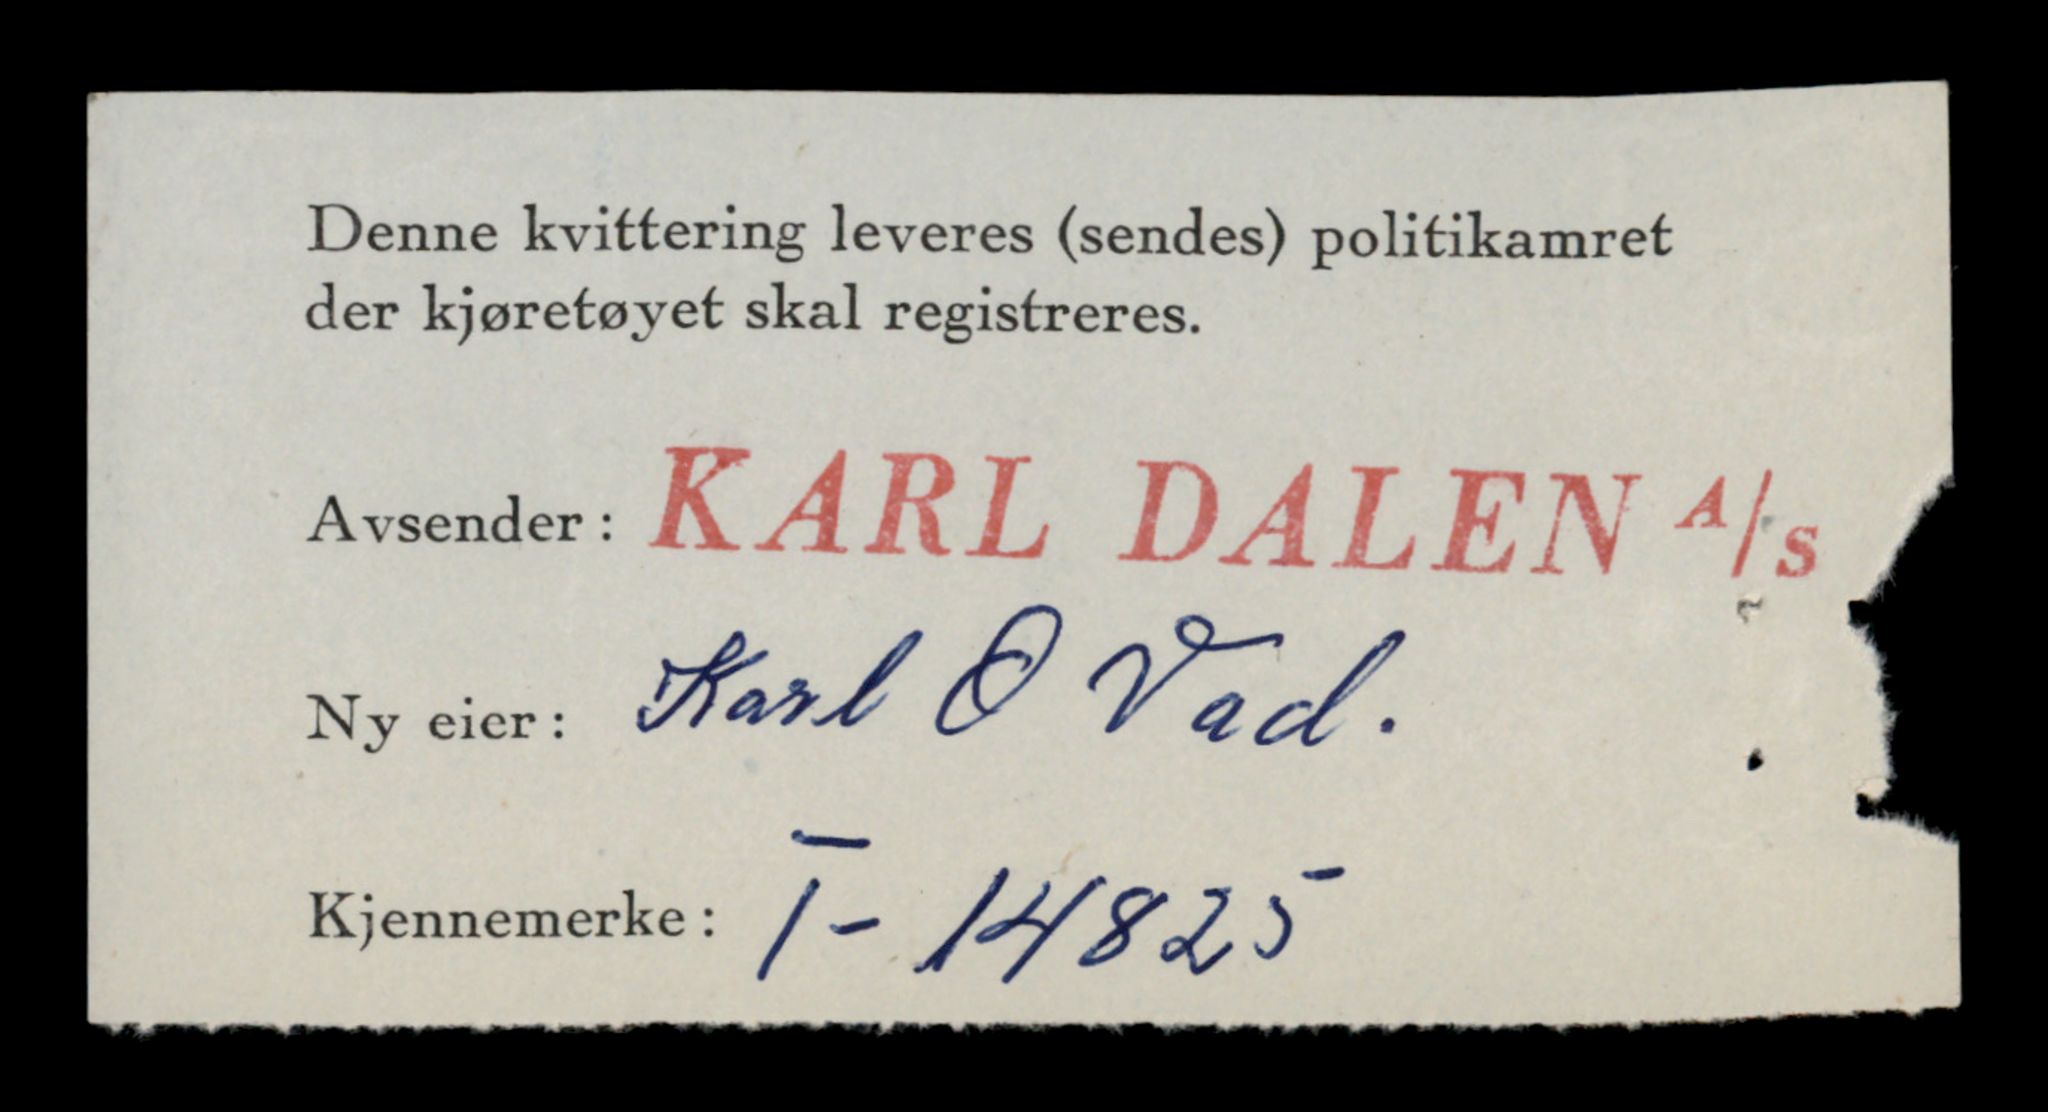 Denne kvittering leveres (sendes) politikamret
der kjøretøyet skal registreres.
Avsender: KARL DALEN A/s
Ny eier: Karl O Vad.
Kjennemerke: T- 14825